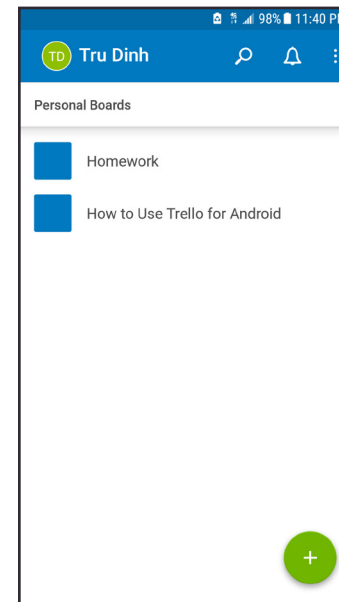 98% 11:40 P
TD Tru Dinh
Personal Boards
Homework
How to Use Trello for Android
+